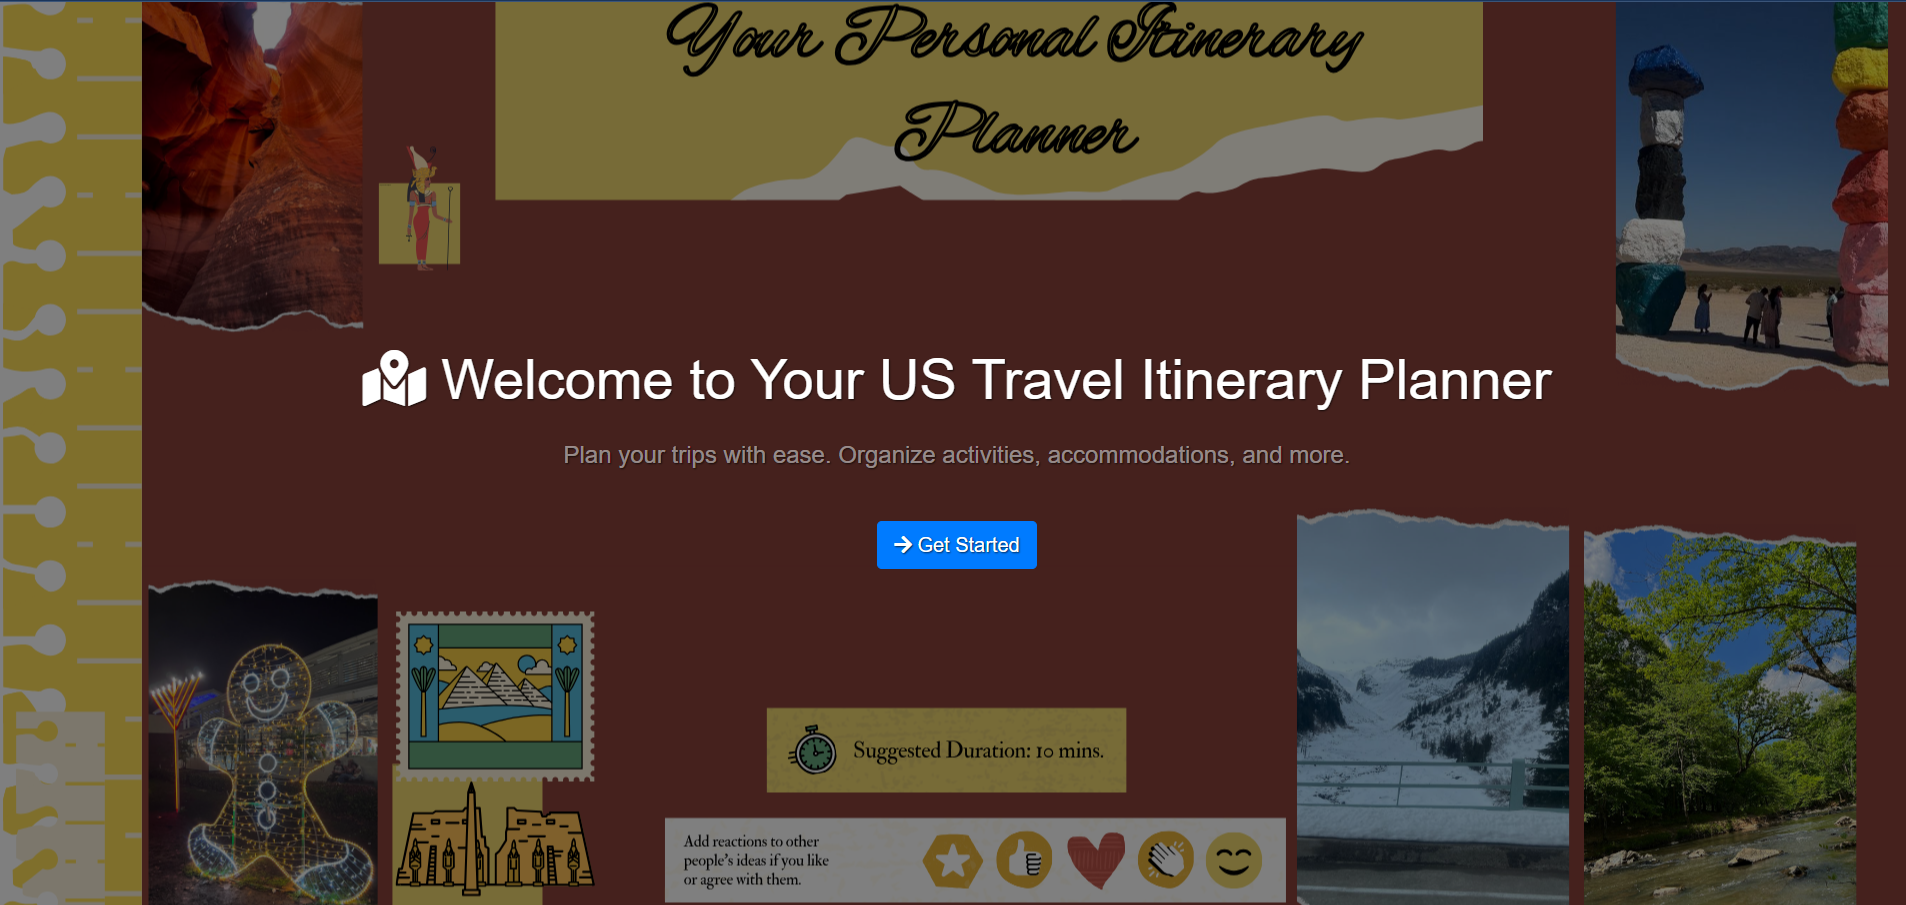 Your Personal Itinerary
Planner
Welcome to Your US Travel Itinerary Planner
Plan your trips with ease. Organize activities, accommodations, and more.
Get Started
Suggested Duration: 10 mins.
Add reactions to other
people's ideas if you like
or agree with them.